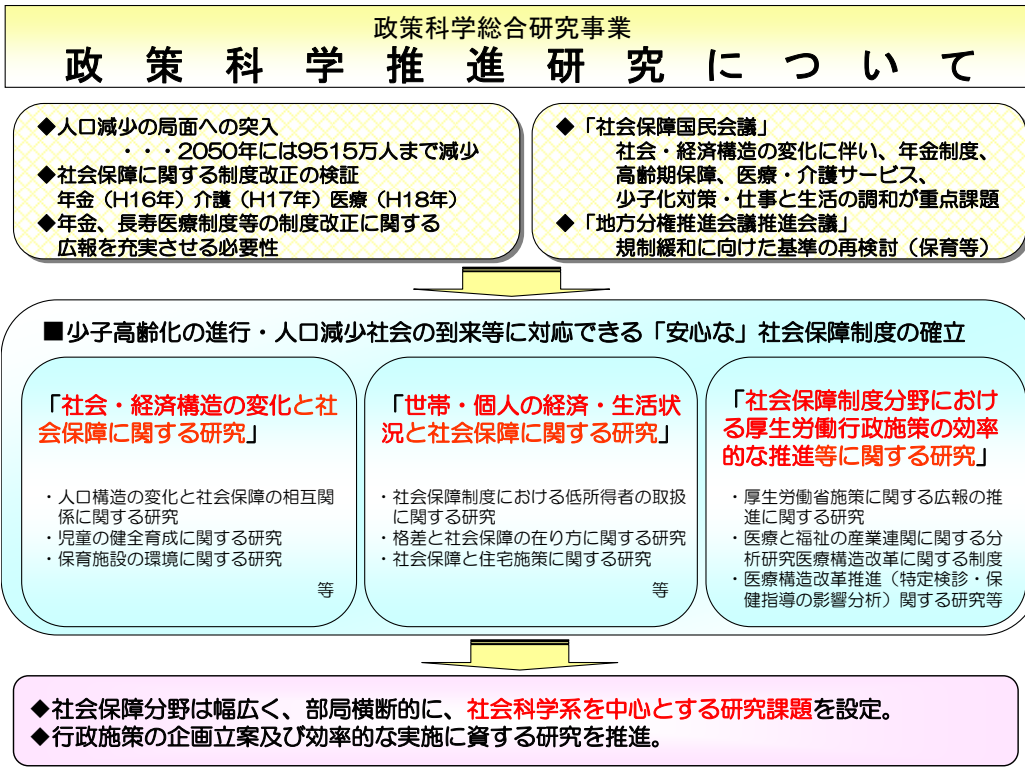 政策科学総合研究事業
政策科学推進研究について
◆人口減少の局面への突入
・・・2050年には9515万人まで減少
◆社会保障に関する制度改正の検証
年金（H16年）介護（H17年）医療（H18年）
◆年金、長寿医療制度等の制度改正に関する
広報を充実させる必要性
◆「社会保障国民会議」
社会・経済構造の変化に伴い、年金制度、
高齢期保障、医療・介護サービス、
少子化対策・仕事と生活の調和が重点課題
◆「地方分権推進会議推進会議」
規制緩和に向けた基準の再検討（保育等）
■少子高齢化の進行・人口減少社会の到来等に対応できる「安心な」社会保障制度の確立
「社会・経済構造の変化と社
会保障に関する研究」
・人口構造の変化と社会保障の相互関
係に関する研究
・児童の健全育成に関する研究
・保育施設の環境に関する研究
等
「世帯・個人の経済・生活状
況と社会保障に関する研究」
・社会保障制度における低所得者の取扱
に関する研究
・格差と社会保障の在り方に関する研究
・社会保障と住宅施策に関する研究
等
「社会保障制度分野におけ
る厚生労働行政施策の効率
的な推進等に関する研究」
・厚生労働省施策に関する広報の推
進に関する研究
・医療と福祉の産業連関に関する分
析研究医療構造改革に関する制度
・医療構造改革推進（特定検診・保
健指導の影響分析）関する研究等
◆社会保障分野は幅広く、部局横断的に、社会科学系を中心とする研究課題を設定。
◆行政施策の企画立案及び効率的な実施に資する研究を推進。